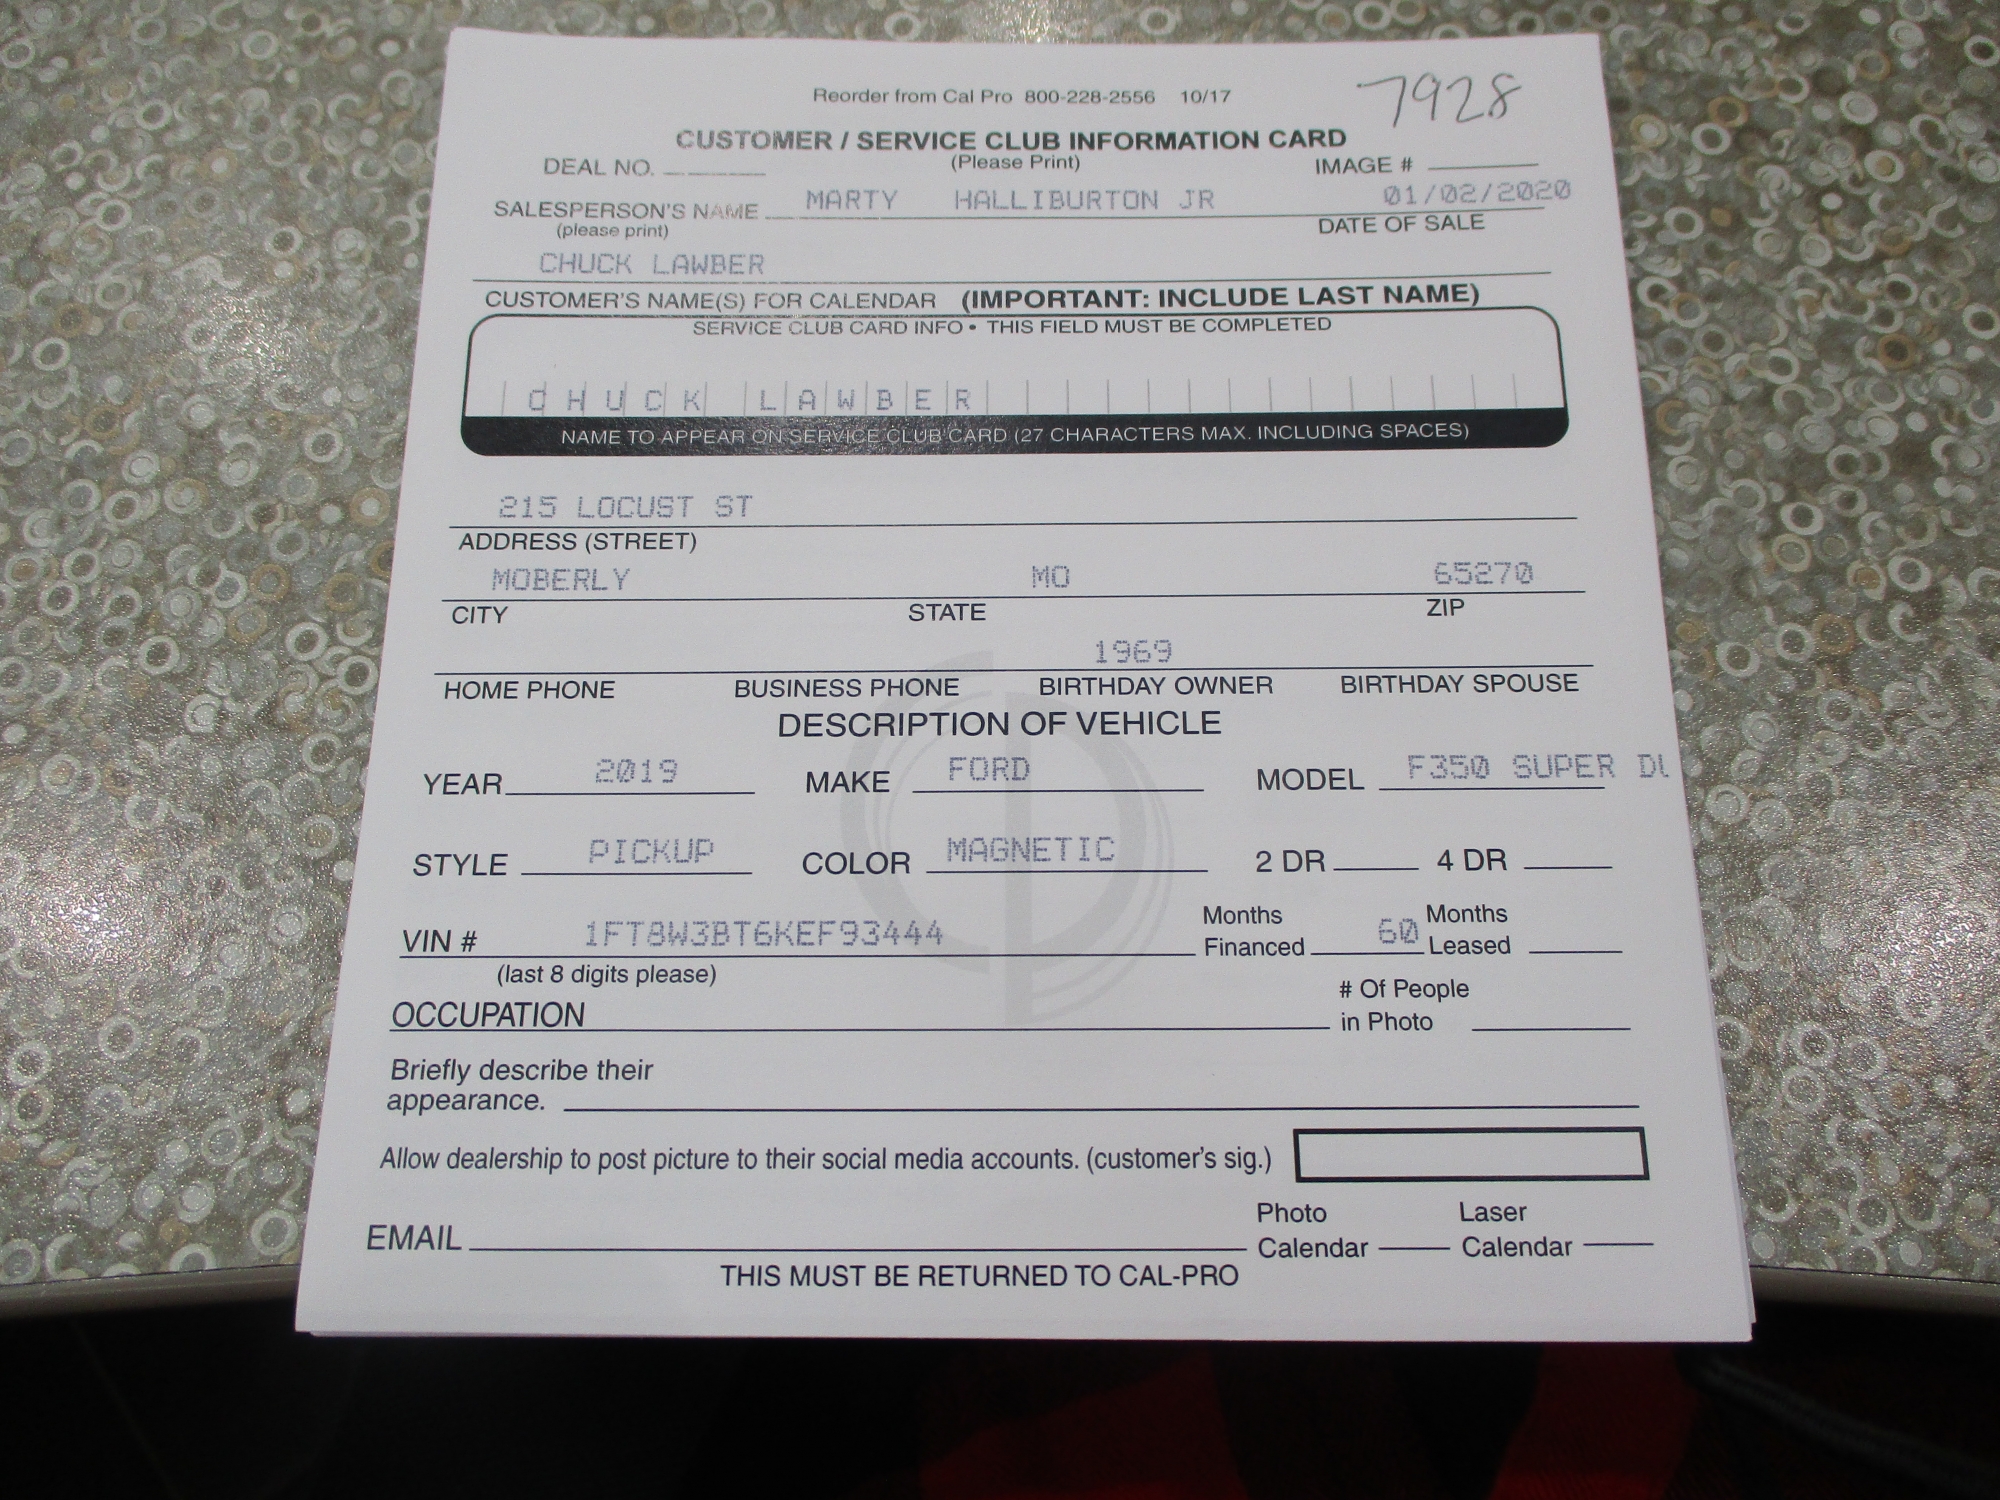 Reorder from Cal Pro 800-228-2556 10/17
7928
CUSTOMER / SERVICE CLUB INFORMATION CARD
DEAL NO. (Please Print) IMAGE #
SALESPERSON'S NAME MARTY HALLIBURTON JR 01/02/2020
(please print) DATE OF SALE
CHUCK LAWBER
CUSTOMER'S NAME(S) FOR CALENDAR (IMPORTANT: INCLUDE LAST NAME)
SERVICE CLUB CARD INFO • THIS FIELD MUST BE COMPLETED
CHUCK LAWBER
NAME TO APPEAR ON SERVICE CLUB CARD (27 CHARACTERS MAX. INCLUDING SPACES)
215 LOCUST ST
ADDRESS (STREET)
MOBERLY MO 65270
CITY STATE ZIP
1969
HOME PHONE BUSINESS PHONE BIRTHDAY OWNER BIRTHDAY SPOUSE
DESCRIPTION OF VEHICLE
YEAR 2019 MAKE FORD MODEL F350 SUPER DU
STYLE PICKUP COLOR MAGNETIC 2 DR 4 DR
VIN # 1FT8W3BT6KEF93444 Months Financed 60 Months Leased
(last 8 digits please)
OCCUPATION # Of People in Photo
Briefly describe their
appearance.
Allow dealership to post picture to their social media accounts. (customer's sig.)
EMAIL Photo Calendar Laser Calendar
THIS MUST BE RETURNED TO CAL-PRO